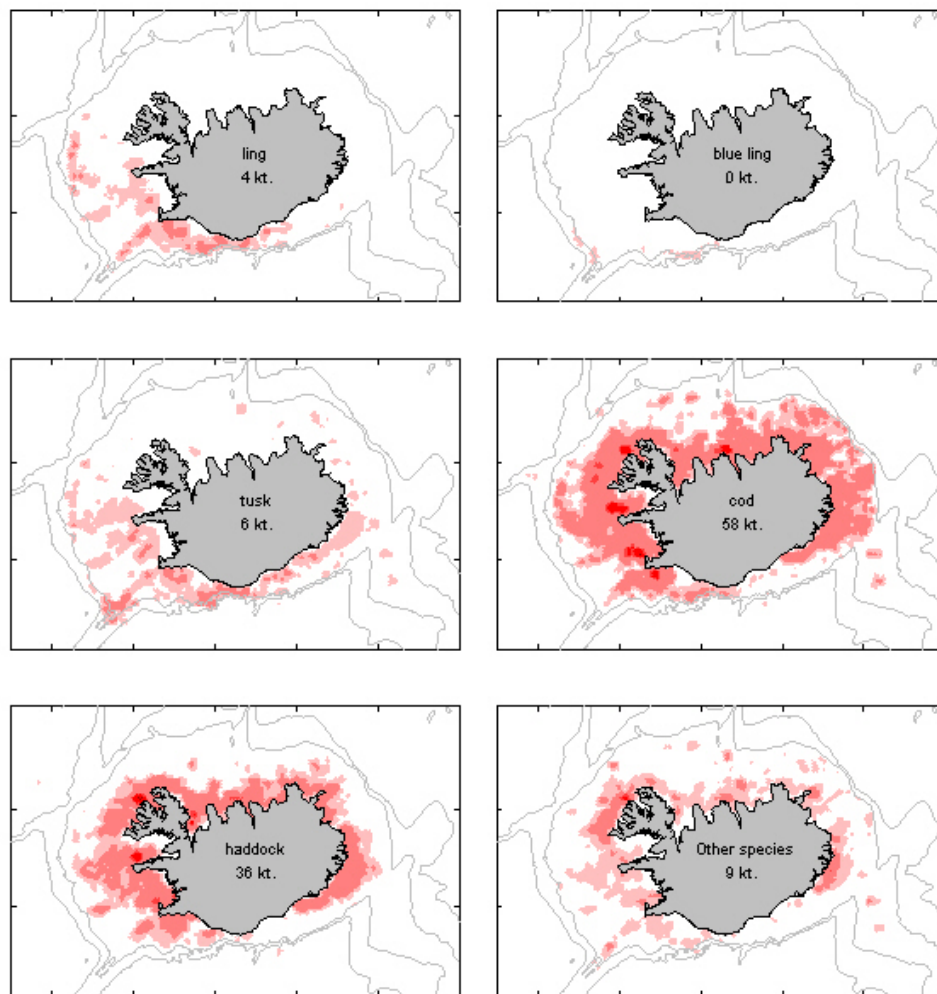 ling
4 kt.
blue ling
0 kt.
tusk
6 kt.
cod
58 kt.
haddock
36 kt.
Other species
9 kt.